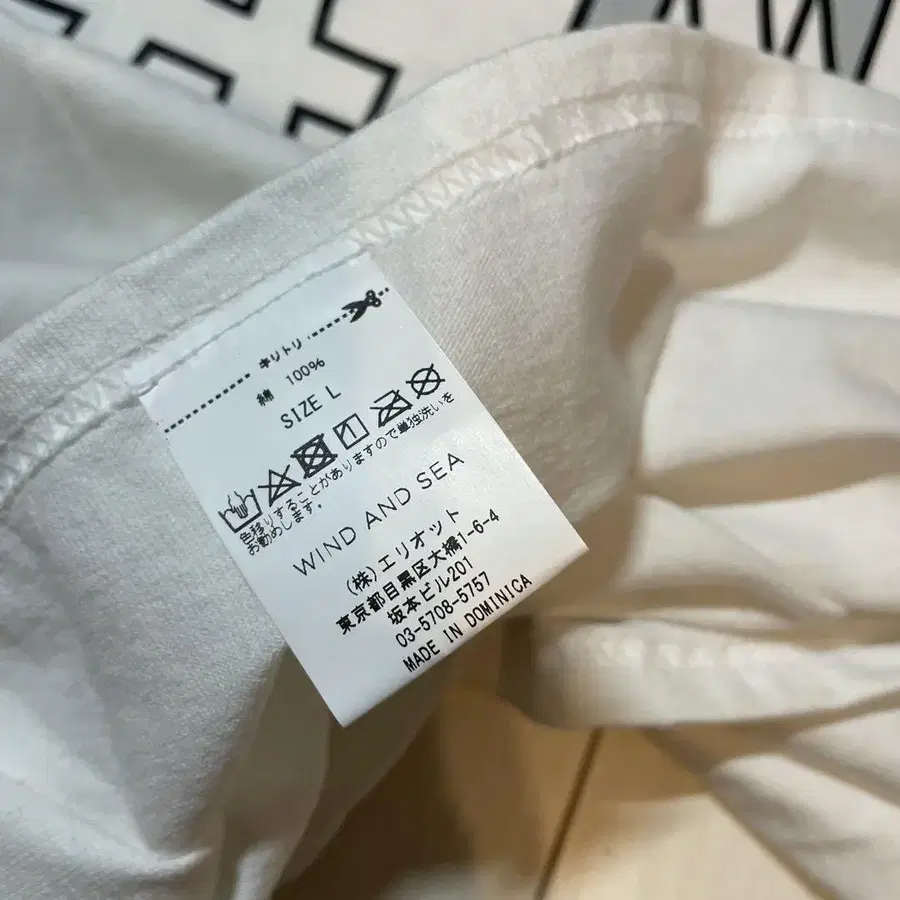 キリトリ
綿 100%
SIZE L
色移りすることがありますので単独洗いを
お勧めします。
WIND AND SEA
(株)エリオット
東京都目黒区大橋1-6-4
坂本ビル201
03-5708-5757
MADE IN DOMINICA